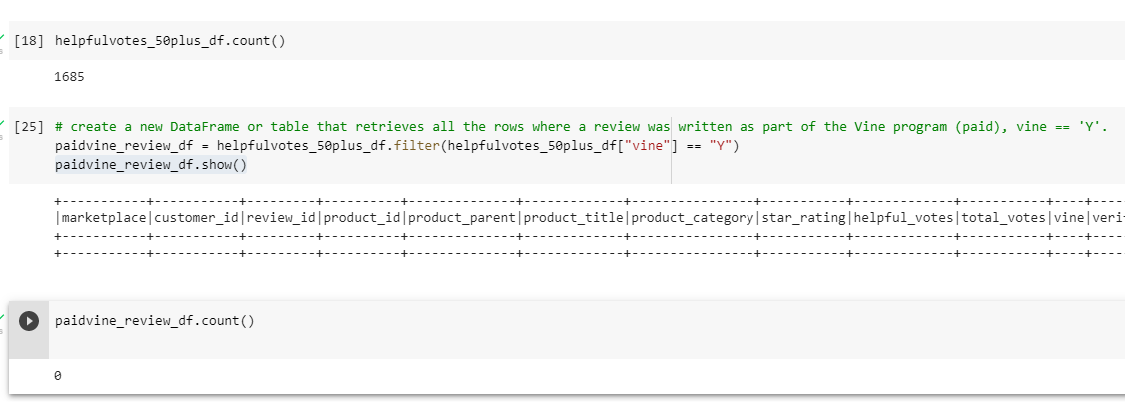 [18] helpfulvotes_50plus_df.count()
1685
[25] # create a new DataFrame or table that retrieves all the rows where a review was written as part of the Vine program (paid), vine == 'Y'.
paidvine_review_df = helpfulvotes_50plus_df.filter(helpfulvotes_50plus_df["vine"] == "Y")
paidvine_review_df.show()
+-----------+-----------+---------+----------+--------------+-------------+----------------+-----------+-------------+-----------+----+----
|marketplace|customer_id|review_id|product_id|product_parent|product_title|product_category|star_rating|helpful_votes|total_votes|vine|veri
+-----------+-----------+---------+----------+--------------+-------------+----------------+-----------+-------------+-----------+----+----
+-----------+-----------+---------+----------+--------------+-------------+----------------+-----------+-------------+-----------+----+----
paidvine_review_df.count()
0